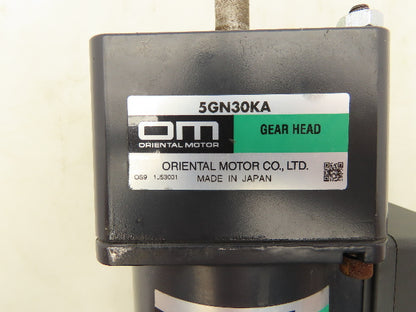 5GN30KA
OM
ORIENTAL MOTOR
GEAR HEAD
ORIENTAL MOTOR CO., LTD.
MADE IN JAPAN